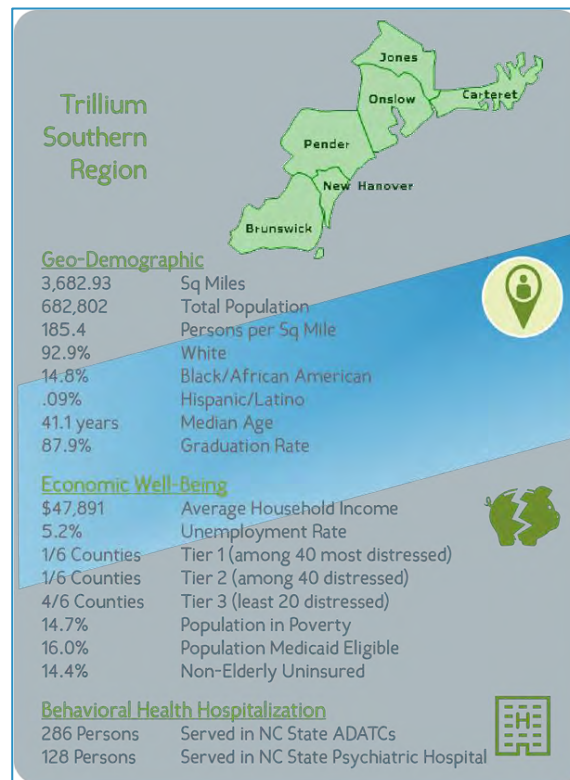 Trillium
Southern
Region
Jones
Onslow
Carteret
Pender
New Hanover
Brunswick
Geo-Demographic
3,682.93 Sq Miles
682,802 Total Population
185.4 Persons per Sq Mile
92.9% White
14.8% Black/African American
.09% Hispanic/Latino
41.1 years Median Age
87.9% Graduation Rate
Economic Well-Being
$47,891 Average Household Income
5.2% Unemployment Rate
1/6 Counties Tier 1 (among 40 most distressed)
1/6 Counties Tier 2 (among 40 distressed)
4/6 Counties Tier 3 (least 20 distressed)
14.7% Population in Poverty
16.0% Population Medicaid Eligible
14.4% Non-Elderly Uninsured
Behavioral Health Hospitalization
286 Persons Served in NC State ADATCs
128 Persons Served in NC State Psychiatric Hospital
H